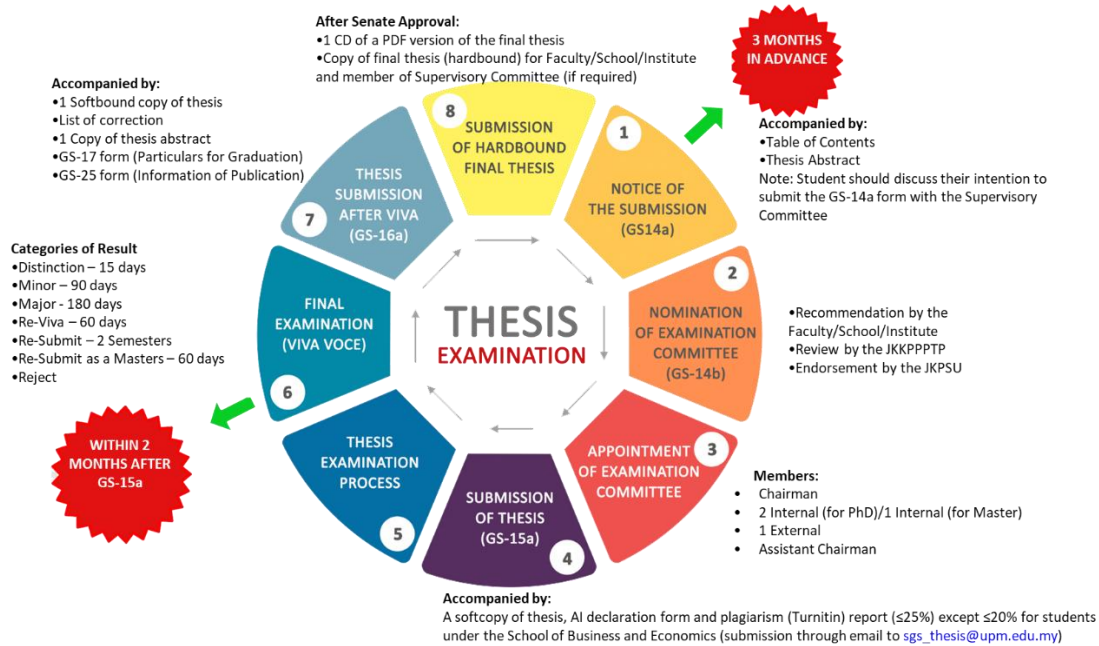 After Senate Approval:
•1 CD of a PDF version of the final thesis
•Copy of final thesis (hardbound) for Faculty/School/Institute
and member of Supervisory Committee (if required)
3 MONTHS
IN ADVANCE
Accompanied by:
•1 Softbound copy of thesis
•List of correction
•1 Copy of thesis abstract
•GS-17 form (Particulars for Graduation)
•GS-25 form (Information of Publication)
8
SUBMISSION
OF HARDBOUND
FINAL THESIS
1
NOTICE OF
THE SUBMISSION
(GS14a)
Accompanied by:
•Table of Contents
•Thesis Abstract
Note: Student should discuss their intention to
submit the GS-14a form with the Supervisory
Committee
THESIS
SUBMISSION
AFTER VIVA
(GS-16a)
7
Categories of Result
•Distinction – 15 days
•Minor – 90 days
•Major - 180 days
•Re-Viva – 60 days
•Re-Submit – 2 Semesters
•Re-Submit as a Masters – 60 days
•Reject
FINAL
EXAMINATION
(VIVA VOCE)
6
THESIS
EXAMINATION
2
NOMINATION
OF EXAMINATION
COMMITTEE
(GS-14b)
•Recommendation by the
Faculty/School/Institute
•Review by the JKKPPPTP
•Endorsement by the JKPSU
WITHIN 2
MONTHS AFTER
GS-15a
THESIS
EXAMINATION
PROCESS
5
SUBMISSION
OF THESIS
(GS-15a)
4
APPOINTMENT
OF EXAMINATION
COMMITTEE
3
Members:
• Chairman
• 2 Internal (for PhD)/1 Internal (for Master)
• 1 External
• Assistant Chairman
Accompanied by:
A softcopy of thesis, AI declaration form and plagiarism (Turnitin) report (≤25%) except ≤20% for students
under the School of Business and Economics (submission through email to sgs_thesis@upm.edu.my)